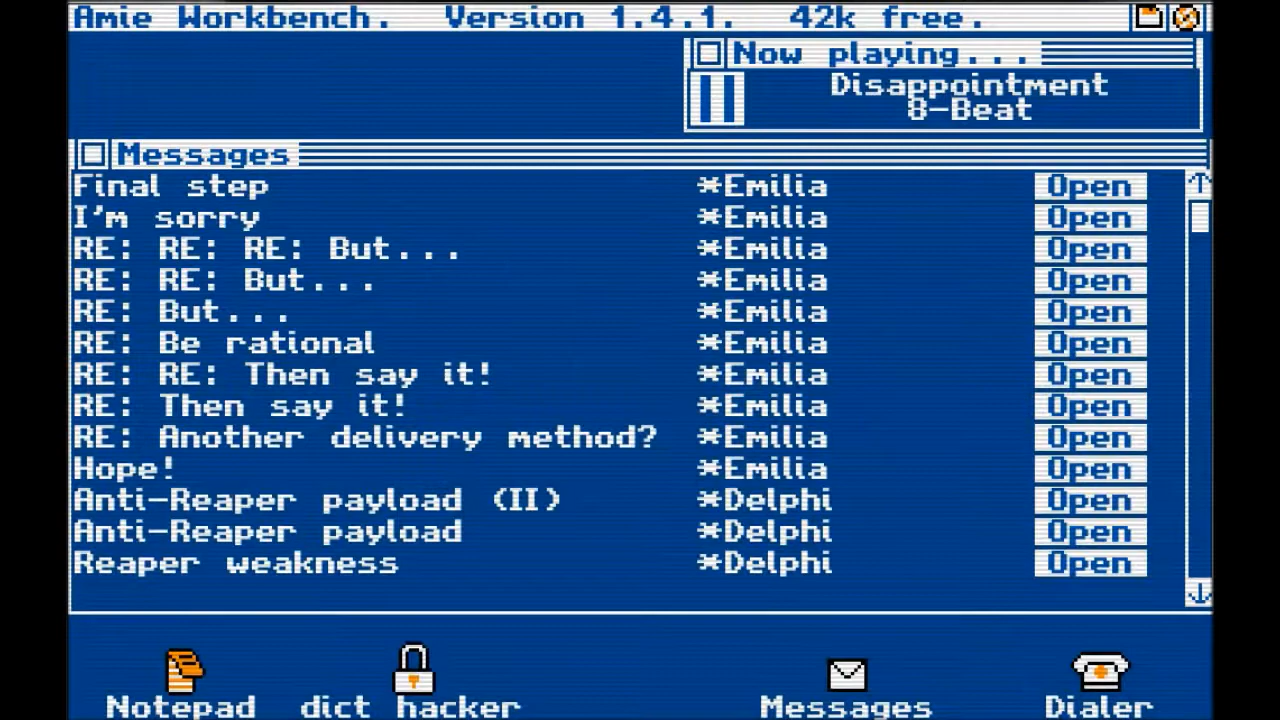 Amie Workbench. Version 1.4.1. 42k free.
Now playing...
Disappointment
8-Beat
Messages
Final step *Emilia Open
I'm sorry *Emilia Open
RE: RE: RE: But... *Emilia Open
RE: RE: But... *Emilia Open
RE: But... *Emilia Open
RE: Be rational *Emilia Open
RE: RE: Then say it! *Emilia Open
RE: Then say it! *Emilia Open
RE: Another delivery method? *Emilia Open
Hope! *Emilia Open
Anti-Reaper payload (II) *Delphi Open
Anti-Reaper payload *Delphi Open
Reaper weakness *Delphi Open
Notepad dict hacker Messages Dialer